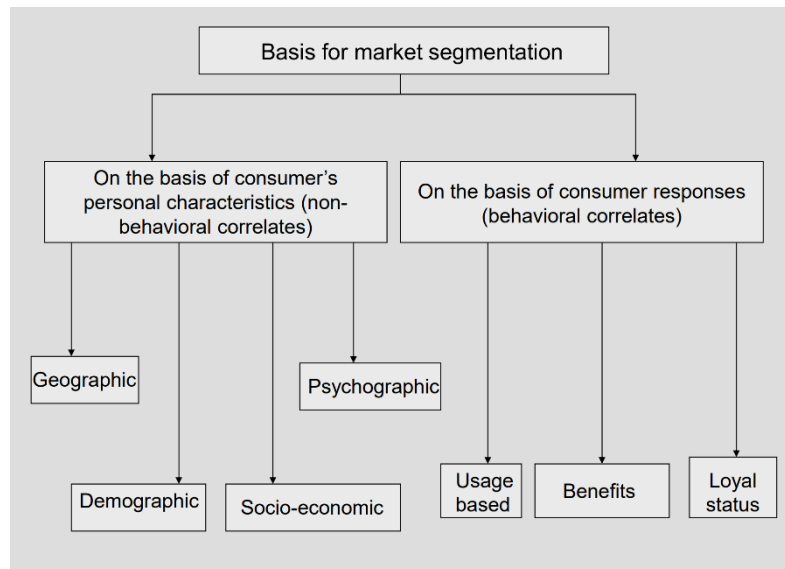 Basis for market segmentation
On the basis of consumer’s
personal characteristics (non-
behavioral correlates)
On the basis of consumer responses
(behavioral correlates)
Geographic
Psychographic
Demographic
Socio-economic
Usage
based
Benefits
Loyal
status